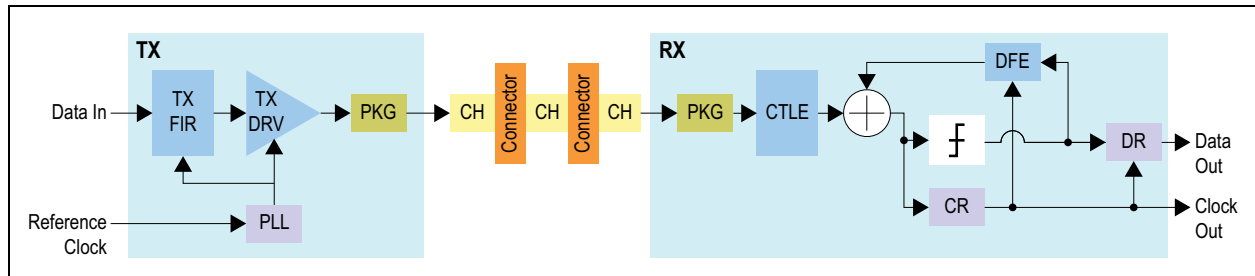 TX
RX
Data In
TX
FIR
TX
DRV
PKG
CH
Connector
CH
Connector
CH
PKG
CTLE
DFE
DR
Data
Out
Reference
Clock
PLL
CR
Clock
Out